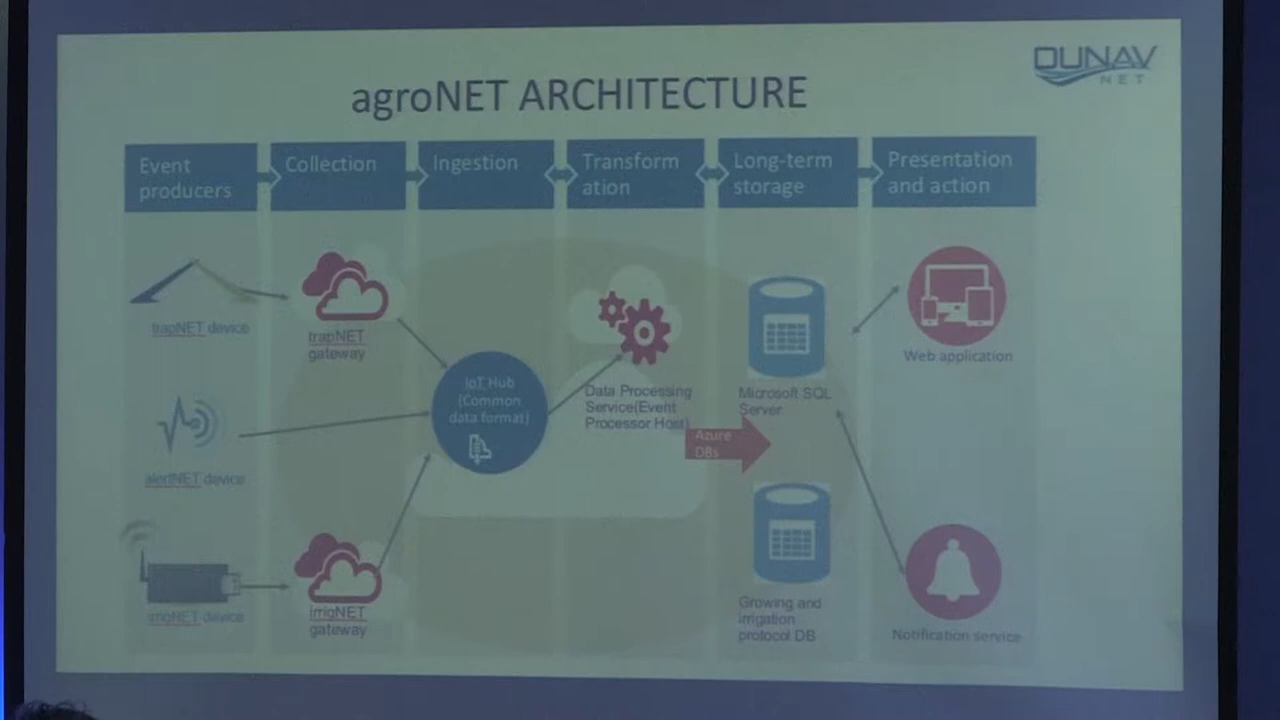 DUNAV
NET
agroNET ARCHITECTURE
Event
producers
Collection
Ingestion
Transform
ation
Long-term
storage
Presentation
and action
trapNET device
trapNET
gateway
IoT Hub
(Common
data format)
Data Processing
Service(Event
Processor Host)
Azure
DBs
Microsoft SQL
Server
Web application
alertNET device
irrigNET device
irrigNET
gateway
Growing and
irrigation
protocol DB
Notification service